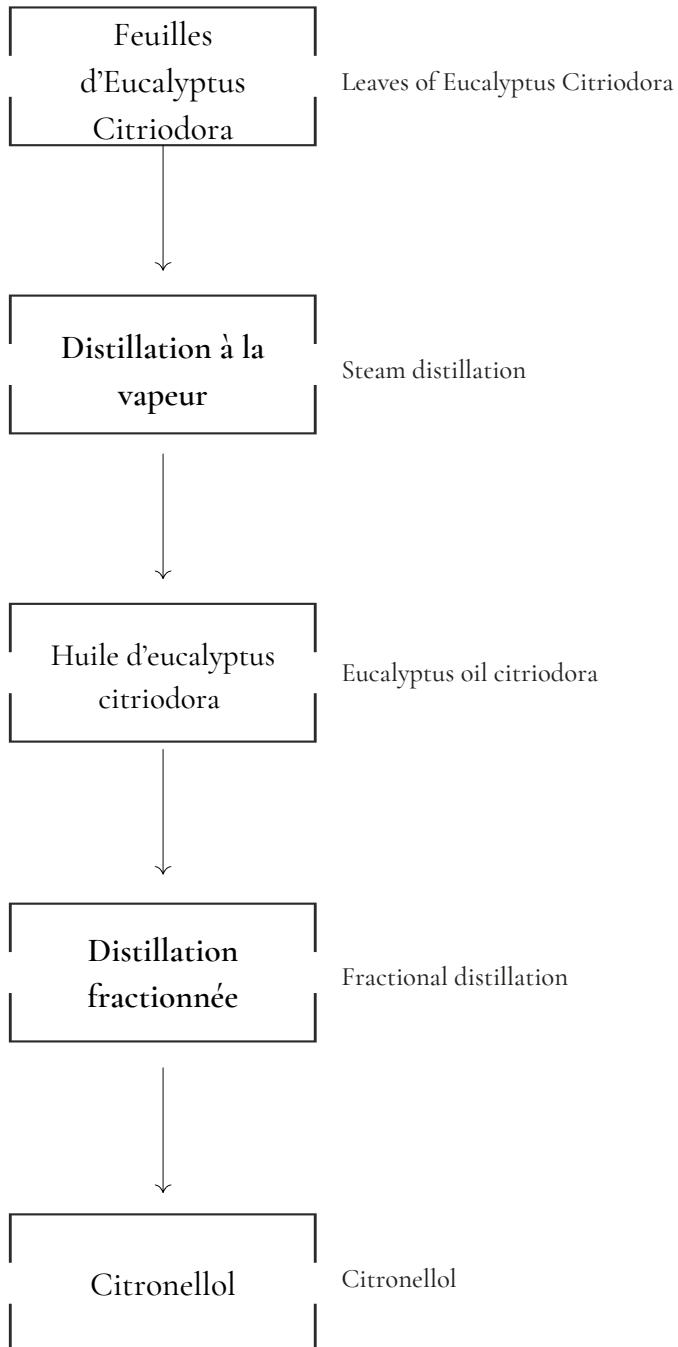 Feuilles
d’Eucalyptus
Citriodora
Leaves of Eucalyptus Citriodora
Distillation à la
vapeur
Steam distillation
Huile d’eucalyptus
citriodora
Eucalyptus oil citriodora
Distillation
fractionnée
Fractional distillation
Citronellol
Citronellol